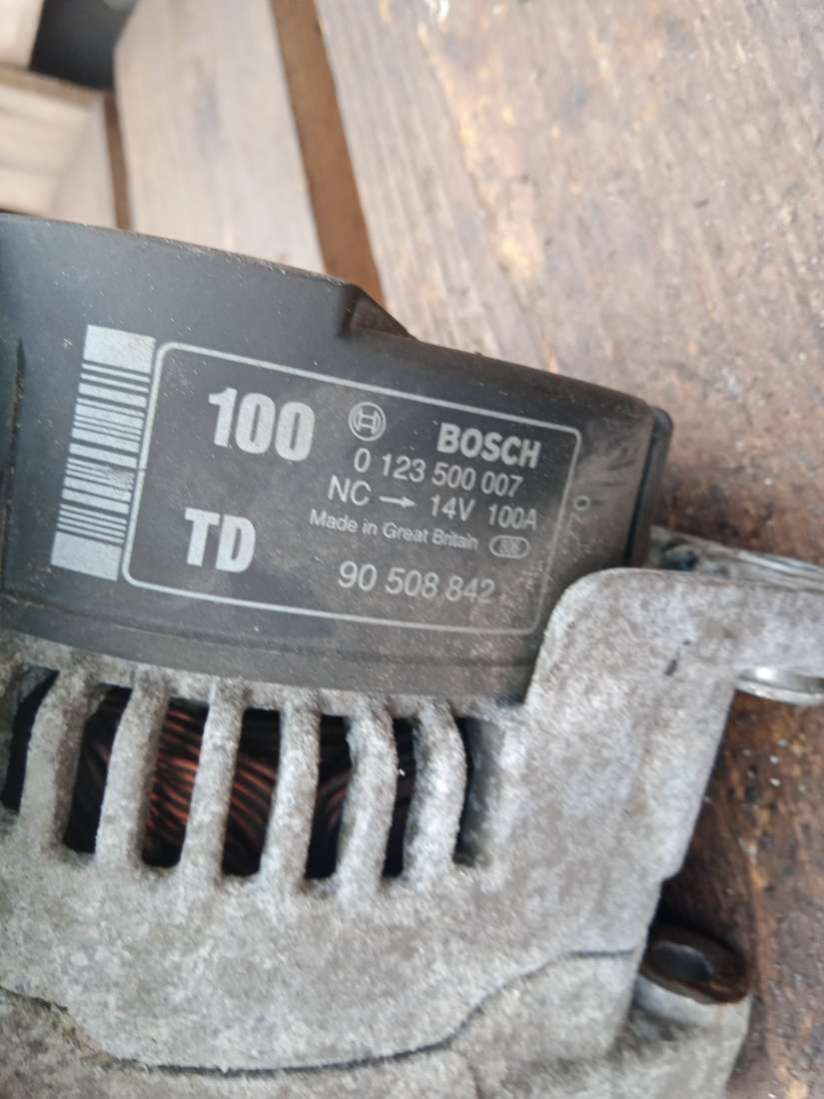 100
BOSCH
0 123 500 007
NC → 14V 100A
Made in Great Britain
TD
90 508 842